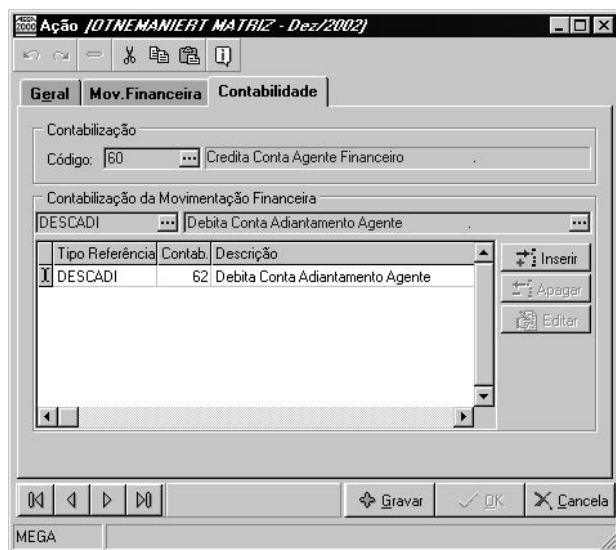 MEGA 2000 Ação [OTNEMANIERT MATRIZ - Dez/2002]
Geral Mov.Financeira Contabilidade
Contabilização
Código: 60 ... Credita Conta Agente Financeiro .
Contabilização da Movimentação Financeira
DESCADI ... Debita Conta Adiantamento Agente . ...
Tipo Referência Contab. Descrição
DESCADI 62 Debita Conta Adiantamento Agente
Inserir
Apagar
Editar
Gravar OK Cancela
MEGA